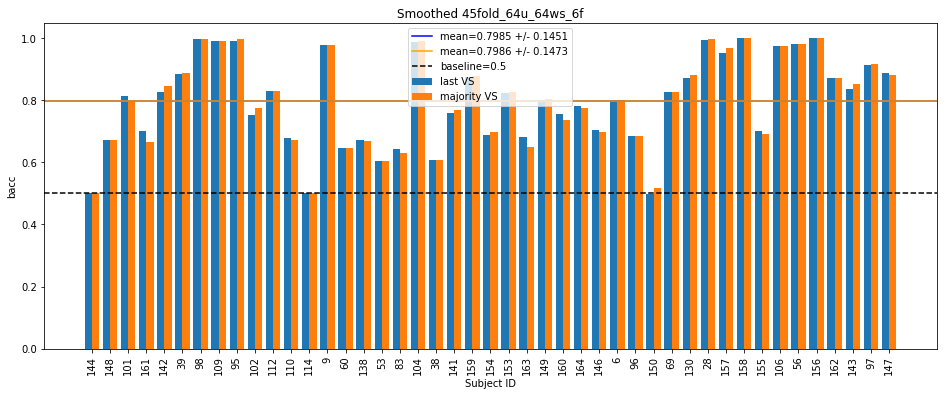 Smoothed 45fold_64u_64ws_6f
mean=0.7985 +/- 0.1451
mean=0.7986 +/- 0.1473
baseline=0.5
last VS
majority VS
bacc
1.0
0.8
0.6
0.4
0.2
0.0
144 148 101 161 142 39 98 109 95 102 112 110 114 9 60 138 53 83 104 38 141 159 154 153 163 149 160 164 146 6 96 150 69 130 28 157 158 155 106 56 156 162 143 97 147
Subject ID